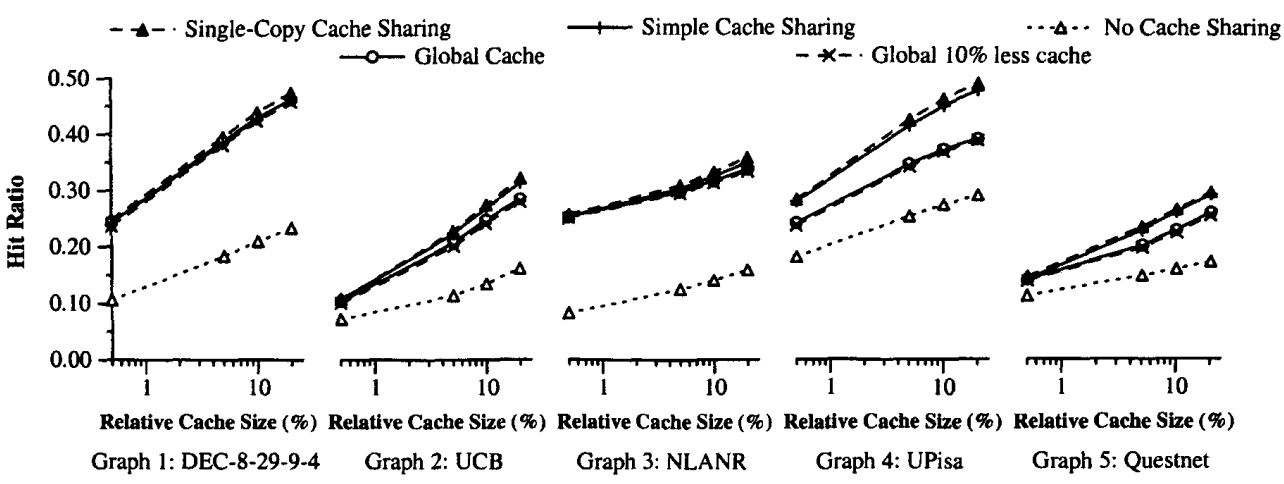 Single-Copy Cache Sharing Simple Cache Sharing No Cache Sharing
Global Cache Global 10% less cache
Hit Ratio
0.50
0.40
0.30
0.20
0.10
0.00
1 10 1 10 1 10 1 10 1 10
Relative Cache Size (%) Relative Cache Size (%) Relative Cache Size (%) Relative Cache Size (%) Relative Cache Size (%)
Graph 1: DEC-8-29-9-4 Graph 2: UCB Graph 3: NLANR Graph 4: UPisa Graph 5: Questnet